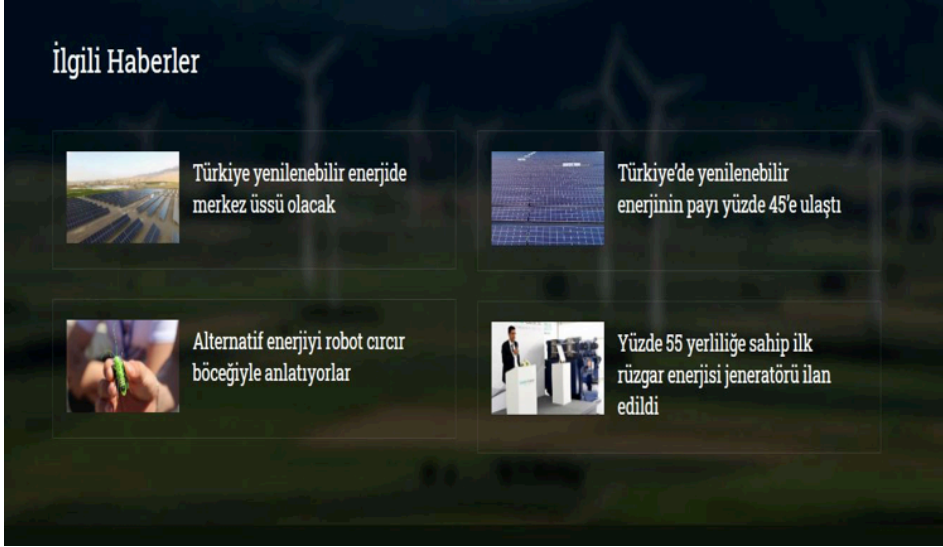 İlgili Haberler
Türkiye yenilenebilir enerjide
merkez üssü olacak
Türkiye'de yenilenebilir
enerjinin payı yüzde 45'e ulaştı
Alternatif enerjiyi robot cırcır
böceğiyle anlatıyorlar
Yüzde 55 yerliliğe sahip ilk
rüzgar enerjisi jeneratörü ilan
edildi